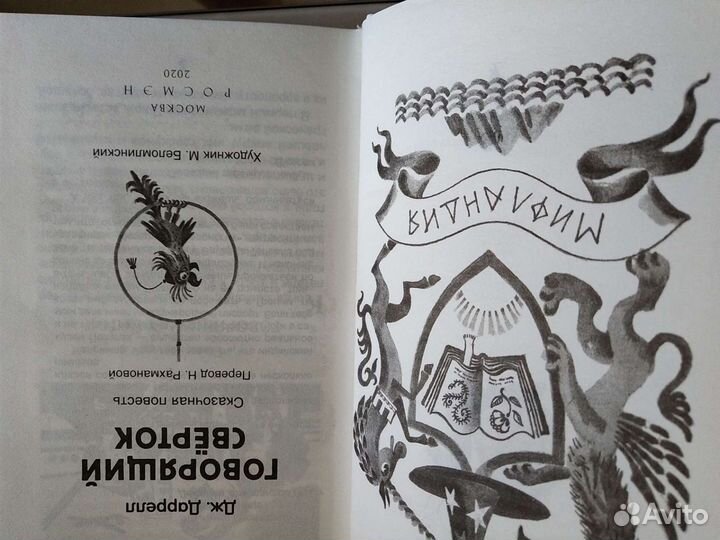 Дж. Даррелл
ГОВОРЯЩИЙ
СВЁРТОК
Сказочная повесть
Перевод Н. Рахмановой
Художник М. Беломлинский
МОСКВА
РОСМЭН
2020
МИФЛАНДИЯ
Avito